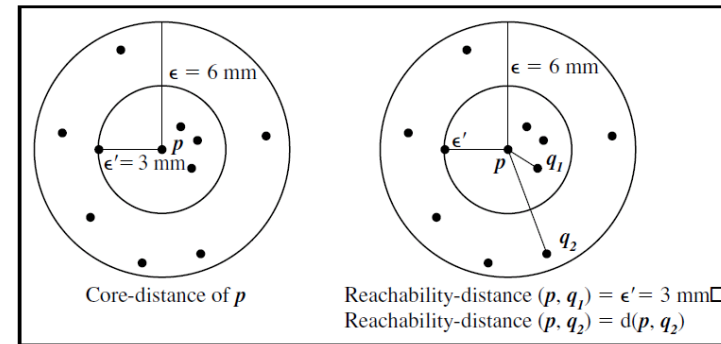 ϵ = 6 mm
p
ϵ′= 3 mm
Core-distance of p
ϵ = 6 mm
ϵ′
p
q₁
q₂
Reachability-distance (p, q₁) = ϵ′= 3 mm□
Reachability-distance (p, q₂) = d(p, q₂)